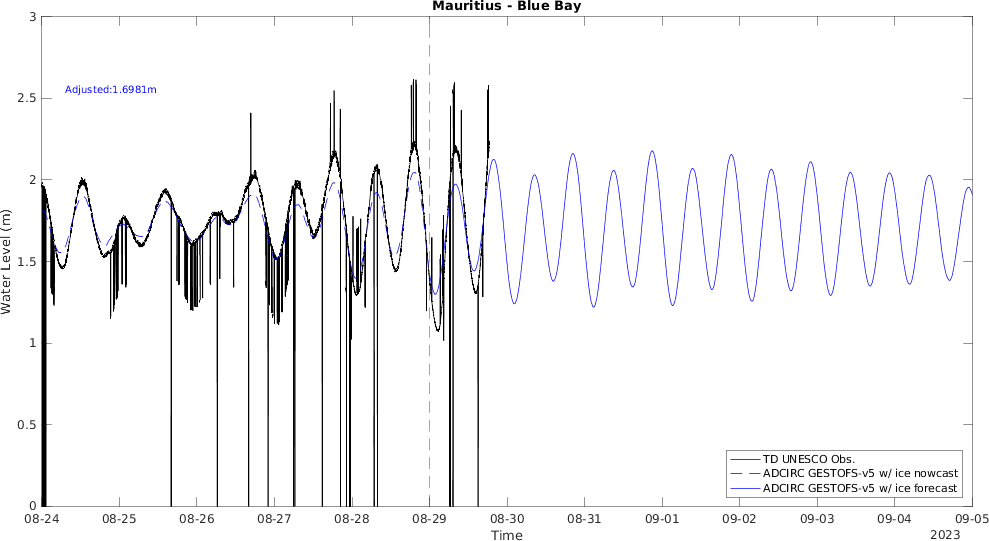 Mauritius - Blue Bay
3
2.5
2
1.5
1
0.5
0
Water Level (m)
Adjusted:1.6981m
TD UNESCO Obs.
ADCIRC GESTOFS-v5 w/ ice nowcast
ADCIRC GESTOFS-v5 w/ ice forecast
08-24 08-25 08-26 08-27 08-28 08-29 08-30 08-31 09-01 09-02 09-03 09-04 09-05
Time
2023